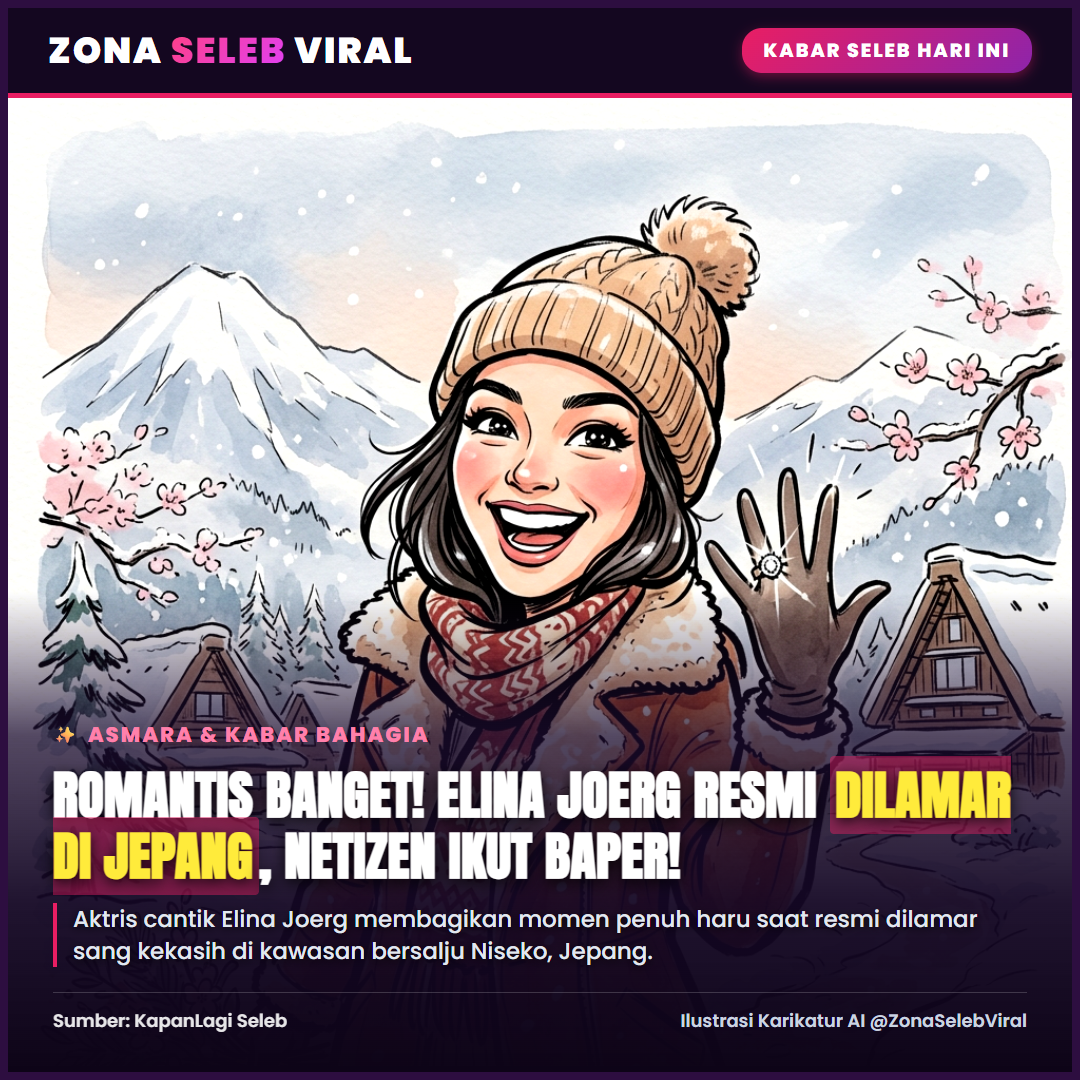 ZONA SELEB VIRAL
KABAR SELEB HARI INI
✨ ASMARA & KABAR BAHAGIA
ROMANTIS BANGET! ELINA JOERG RESMI DILAMAR
DI JEPANG, NETIZEN IKUT BAPER!
Aktris cantik Elina Joerg membagikan momen penuh haru saat resmi dilamar
sang kekasih di kawasan bersalju Niseko, Jepang.
Sumber: KapanLagi Seleb
Ilustrasi Karikatur AI @ZonaSelebViral